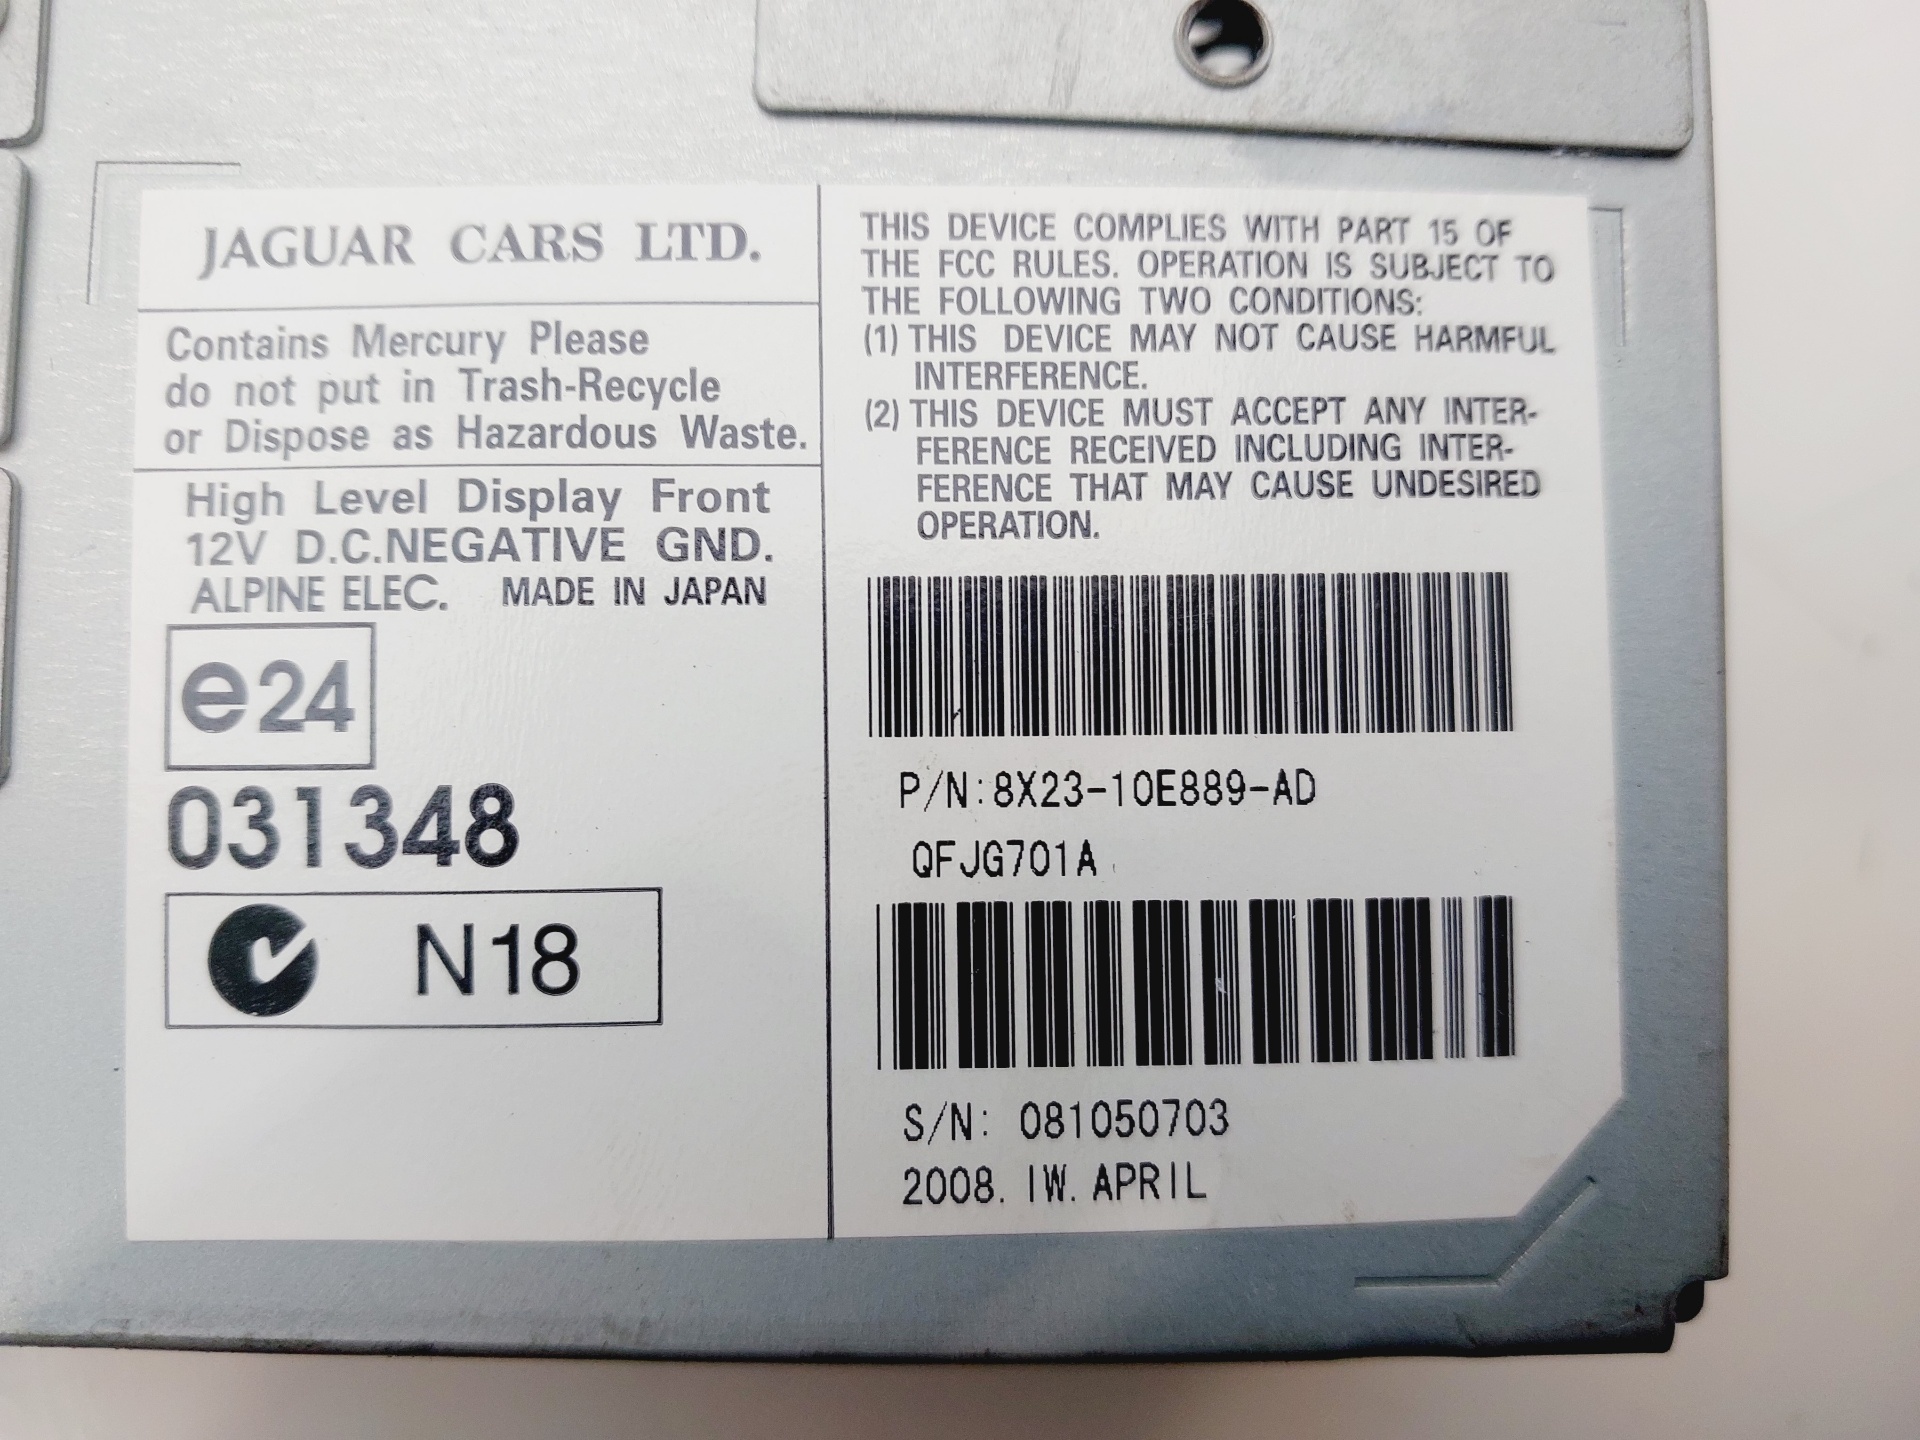 JAGUAR CARS LTD.
Contains Mercury Please
do not put in Trash-Recycle
or Dispose as Hazardous Waste.
High Level Display Front
12V D.C.NEGATIVE GND.
ALPINE ELEC. MADE IN JAPAN
e24
031348
N18
THIS DEVICE COMPLIES WITH PART 15 OF
THE FCC RULES. OPERATION IS SUBJECT TO
THE FOLLOWING TWO CONDITIONS:
(1) THIS DEVICE MAY NOT CAUSE HARMFUL
INTERFERENCE.
(2) THIS DEVICE MUST ACCEPT ANY INTER-
FERENCE RECEIVED INCLUDING INTER-
FERENCE THAT MAY CAUSE UNDESIRED
OPERATION.
P/N:8X23-10E889-AD
QFJG701A
S/N: 081050703
2008. 1W. APRIL